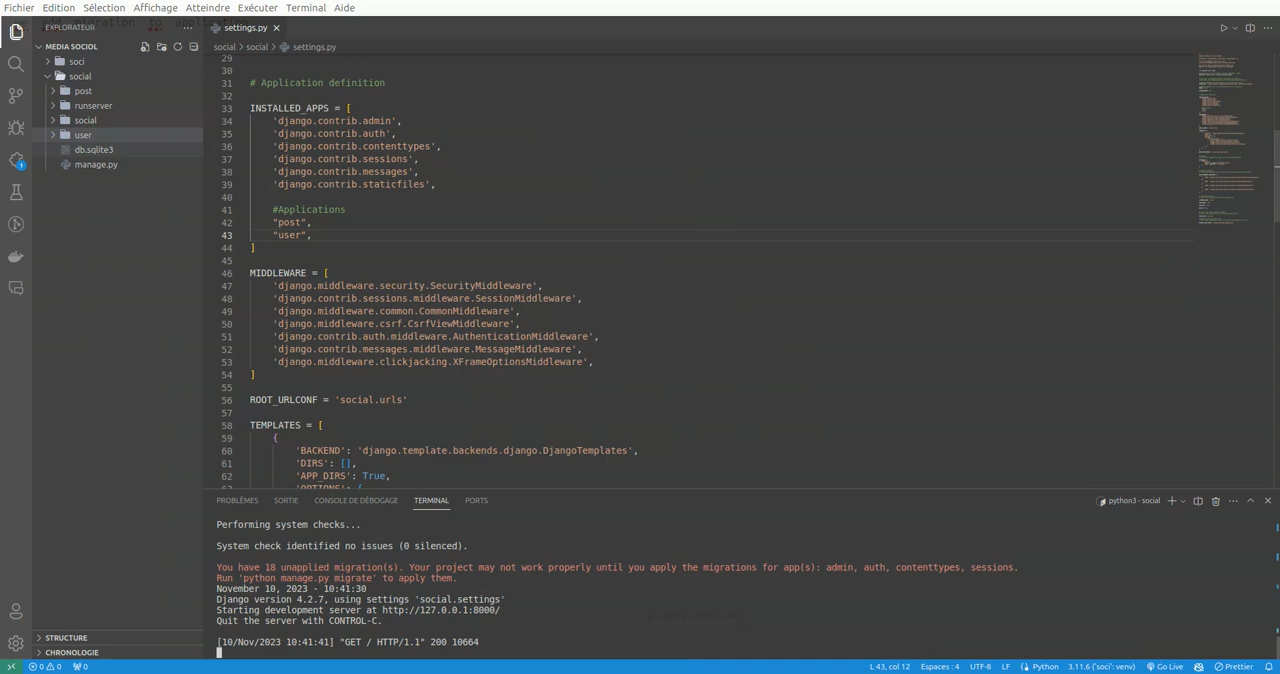 Fichier Edition Sélection Affichage Atteindre Exécuter Terminal Aide
add migration to application
EXPLORATEUR
MEDIA SOCIOL
soci
social
post
runserver
social
user
db.sqlite3
manage.py
STRUCTURE
CHRONOLOGIE
settings.py
social > social > settings.py
29
30
31 # Application definition
32
33 INSTALLED_APPS = [
34 'django.contrib.admin',
35 'django.contrib.auth',
36 'django.contrib.contenttypes',
37 'django.contrib.sessions',
38 'django.contrib.messages',
39 'django.contrib.staticfiles',
40
41 #Applications
42 "post",
43 "user",
44 ]
45
46 MIDDLEWARE = [
47 'django.middleware.security.SecurityMiddleware',
48 'django.contrib.sessions.middleware.SessionMiddleware',
49 'django.middleware.common.CommonMiddleware',
50 'django.middleware.csrf.CsrfViewMiddleware',
51 'django.contrib.auth.middleware.AuthenticationMiddleware',
52 'django.contrib.messages.middleware.MessageMiddleware',
53 'django.middleware.clickjacking.XFrameOptionsMiddleware',
54 ]
55
56 ROOT_URLCONF = 'social.urls'
57
58 TEMPLATES = [
59 {
60 'BACKEND': 'django.template.backends.django.DjangoTemplates',
61 'DIRS': [],
62 'APP_DIRS': True,
63 'OPTIONS': {
PROBLÈMES SORTIE CONSOLE DE DÉBOGAGE TERMINAL PORTS
python3 - social
Performing system checks...
System check identified no issues (0 silenced).
You have 18 unapplied migration(s). Your project may not work properly until you apply the migrations for app(s): admin, auth, contenttypes, sessions.
Run 'python manage.py migrate' to apply them.
November 10, 2023 - 10:41:30
Django version 4.2.7, using settings 'social.settings'
Starting development server at http://127.0.0.1:8000/
Quit the server with CONTROL-C.
[10/Nov/2023 10:41:41] "GET / HTTP/1.1" 200 10664
0 0 0 L 43, col 12 Espaces : 4 UTF-8 LF Python 3.11.6 ('soci': venv) Go Live Prettier